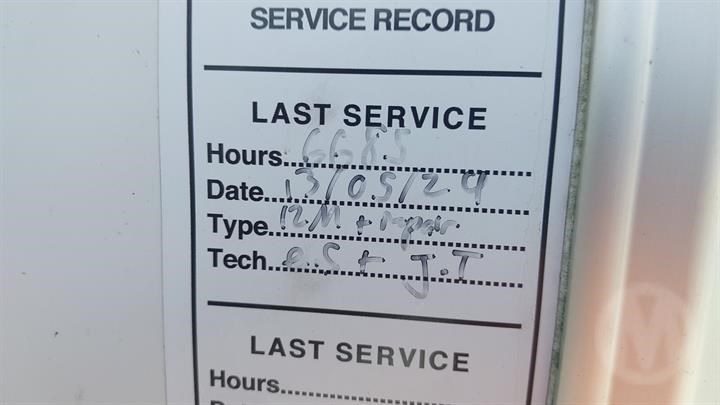 SERVICE RECORD
LAST SERVICE
Hours 6685
Date 13/05/24
Type 12M + repair
Tech e.S + J.T
LAST SERVICE
Hours